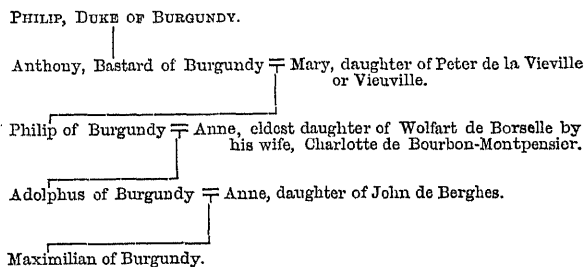 PHILIP, DUKE OF BURGUNDY.
Anthony, Bastard of Burgundy = Mary, daughter of Peter de la Vieville
or Vieuville.
Philip of Burgundy = Anne, eldest daughter of Wolfart de Borselle by
his wife, Charlotte de Bourbon-Montpensier.
Adolphus of Burgundy = Anne, daughter of John de Berghes.
Maximilian of Burgundy.